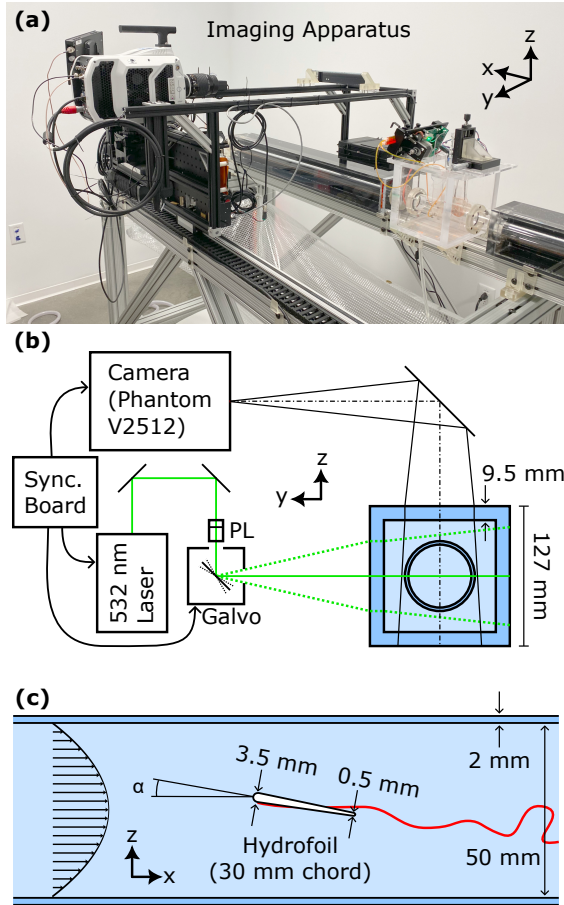 (a)
Imaging Apparatus
z
x
y
(b)
Camera
(Phantom
V2512)
Sync.
Board
532 nm
Laser
PL
Galvo
z
y
9.5 mm
127 mm
(c)
α
3.5 mm
0.5 mm
2 mm
Hydrofoil
(30 mm chord)
50 mm
z
x